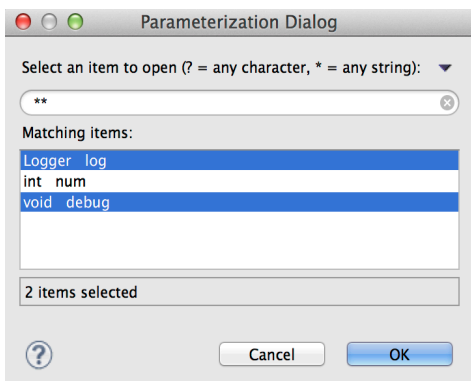 Parameterization Dialog
Select an item to open (? = any character, * = any string):
**
Matching items:
Logger log
int num
void debug
2 items selected
?
Cancel OK